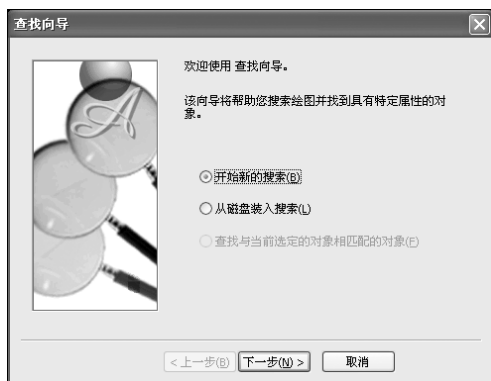 查找向导
欢迎使用 查找向导。
该向导将帮助您搜索绘图并找到具有特定属性的对
象。
开始新的搜索(B)
从磁盘装入搜索(L)
查找与当前选定的对象相匹配的对象(F)
< 上一步(B) 下一步(N) > 取消